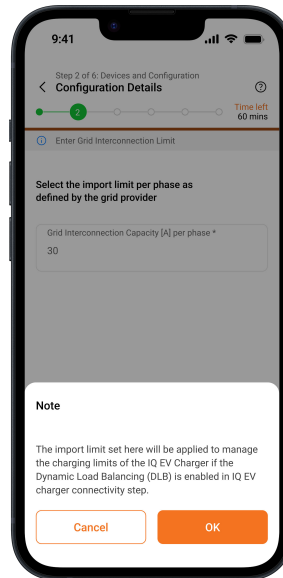 9:41
Step 2 of 6: Devices and Configuration
Configuration Details
2
Time left
60 mins
Enter Grid Interconnection Limit
Select the import limit per phase as
defined by the grid provider
Grid Interconnection Capacity [A] per phase *
30
Note
The import limit set here will be applied to manage
the charging limits of the IQ EV Charger if the
Dynamic Load Balancing (DLB) is enabled in IQ EV
charger connectivity step.
Cancel
OK